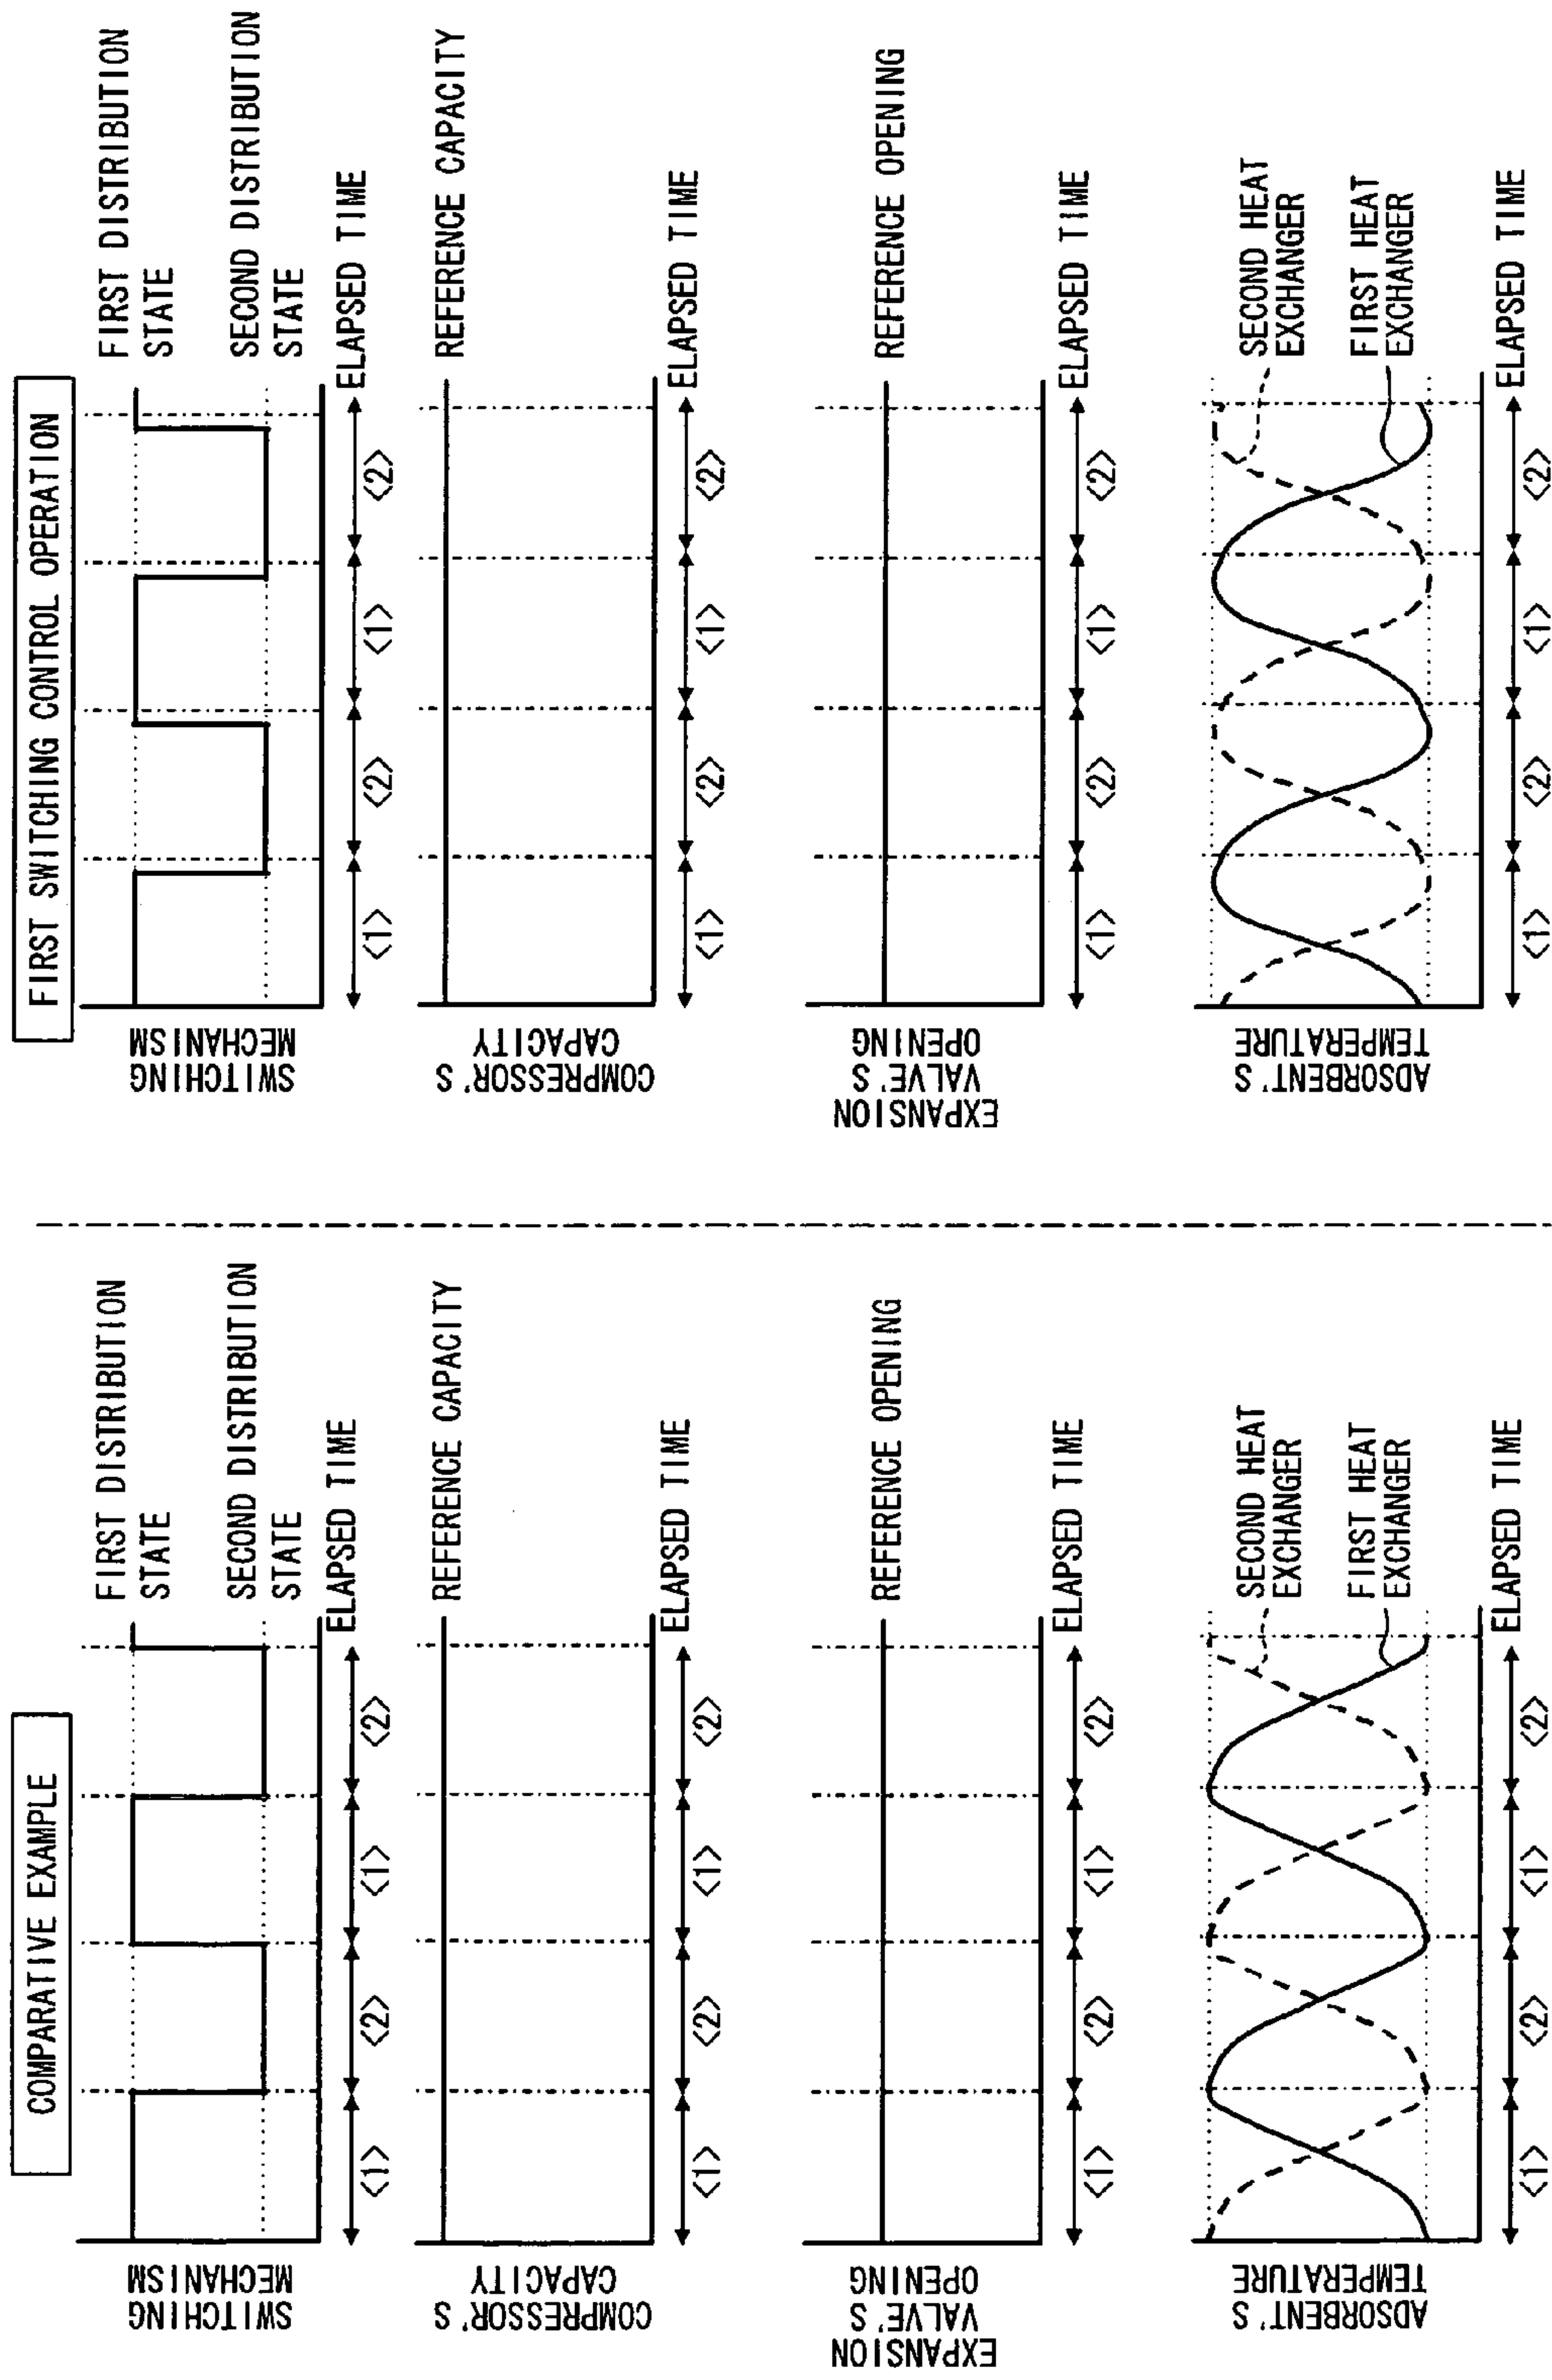 COMPARATIVE EXAMPLE
SWITCHING
MECHANISM
FIRST DISTRIBUTION
STATE
SECOND DISTRIBUTION
STATE
ELAPSED TIME
<1>
<2>
<1>
<2>
COMPRESSOR'S
CAPACITY
REFERENCE CAPACITY
ELAPSED TIME
<1>
<2>
<1>
<2>
EXPANSION
VALVE'S
OPENING
REFERENCE OPENING
ELAPSED TIME
<1>
<2>
<1>
<2>
ADSORBENT'S
TEMPERATURE
SECOND HEAT
EXCHANGER
FIRST HEAT
EXCHANGER
ELAPSED TIME
<1>
<2>
<1>
<2>
FIRST SWITCHING CONTROL OPERATION
SWITCHING
MECHANISM
FIRST DISTRIBUTION
STATE
SECOND DISTRIBUTION
STATE
ELAPSED TIME
<1>
<2>
<1>
<2>
COMPRESSOR'S
CAPACITY
REFERENCE CAPACITY
ELAPSED TIME
<1>
<2>
<1>
<2>
EXPANSION
VALVE'S
OPENING
REFERENCE OPENING
ELAPSED TIME
<1>
<2>
<1>
<2>
ADSORBENT'S
TEMPERATURE
SECOND HEAT
EXCHANGER
FIRST HEAT
EXCHANGER
ELAPSED TIME
<1>
<2>
<1>
<2>